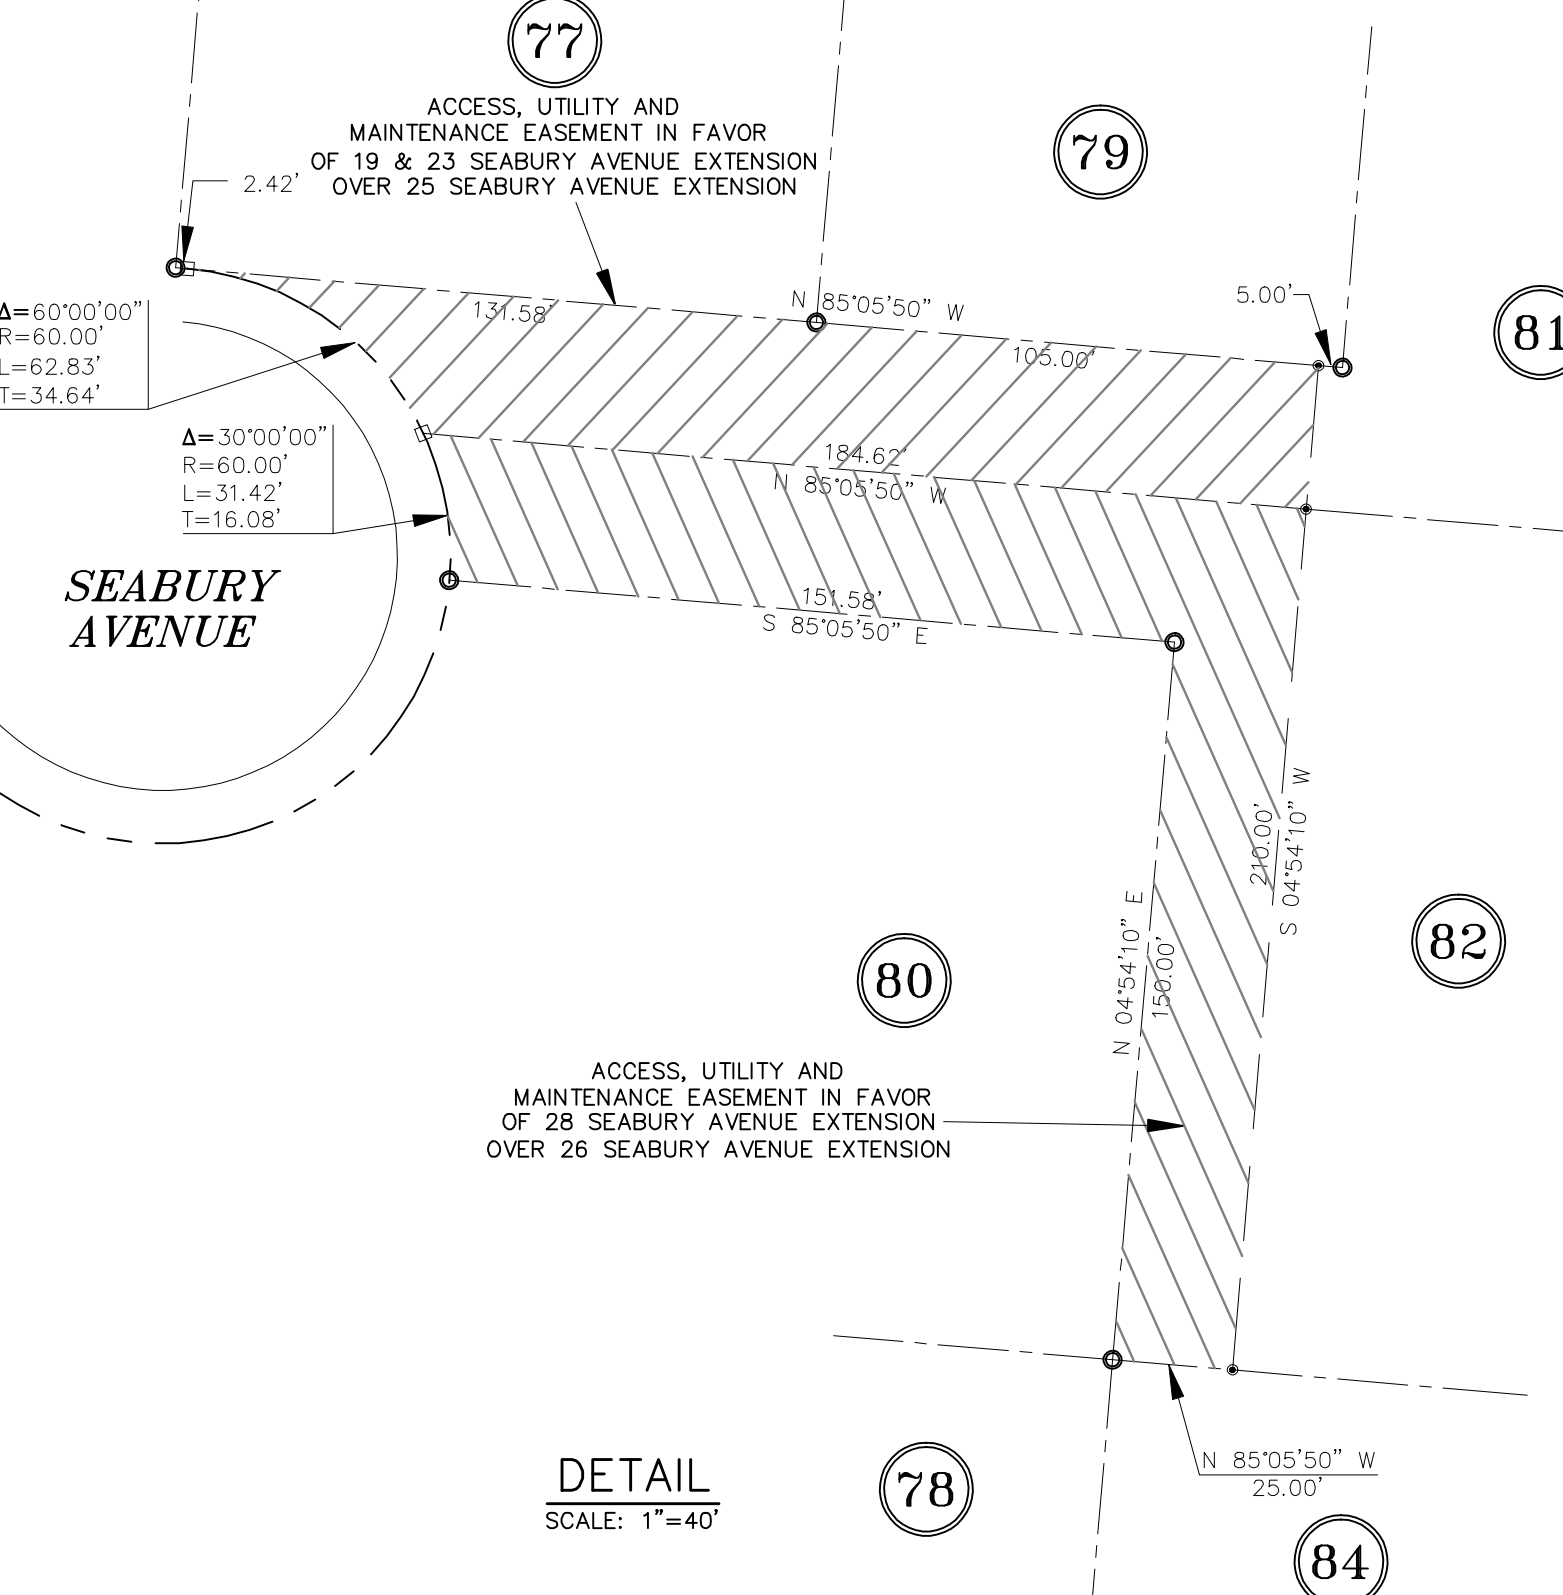 77
ACCESS, UTILITY AND
MAINTENANCE EASEMENT IN FAVOR
OF 19 & 23 SEABURY AVENUE EXTENSION
OVER 25 SEABURY AVENUE EXTENSION
2.42'
79
131.58'
N 85°05'50" W
105.00'
5.00'
81
Δ=60°00'00"
R=60.00'
L=62.83'
T=34.64'
Δ=30°00'00"
R=60.00'
L=31.42'
T=16.08'
184.62'
N 85°05'50" W
SEABURY
AVENUE
151.58'
S 85°05'50" E
210.00'
S 04°54'10" W
N 04°54'10" E
150.00'
80
82
ACCESS, UTILITY AND
MAINTENANCE EASEMENT IN FAVOR
OF 28 SEABURY AVENUE EXTENSION
OVER 26 SEABURY AVENUE EXTENSION
DETAIL
SCALE: 1"=40'
78
N 85°05'50" W
25.00'
84